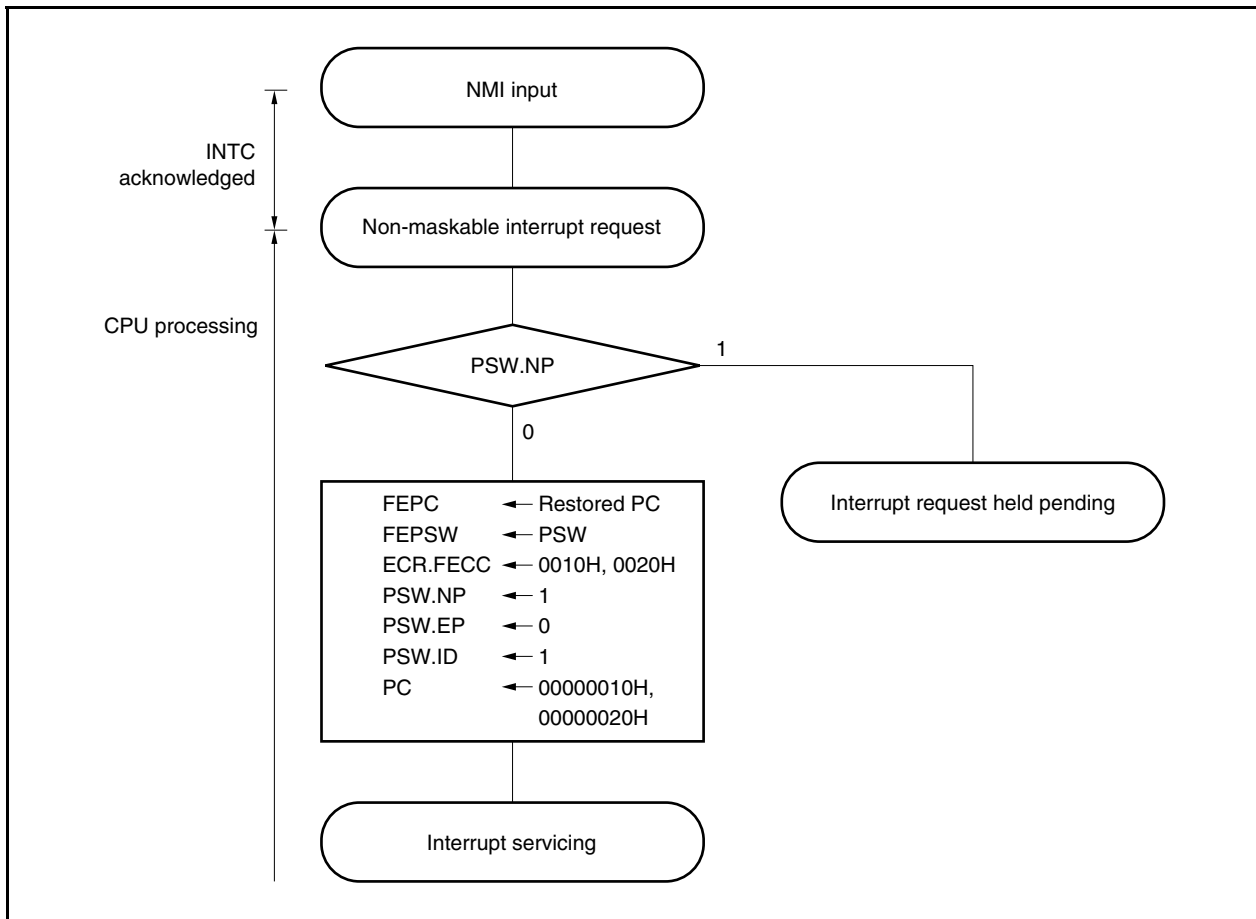 NMI input
INTC
acknowledged
Non-maskable interrupt request
CPU processing
PSW.NP
1
0
FEPC ← Restored PC
FEPSW ← PSW
ECR.FECC ← 0010H, 0020H
PSW.NP ← 1
PSW.EP ← 0
PSW.ID ← 1
PC ← 00000010H,
00000020H
Interrupt request held pending
Interrupt servicing